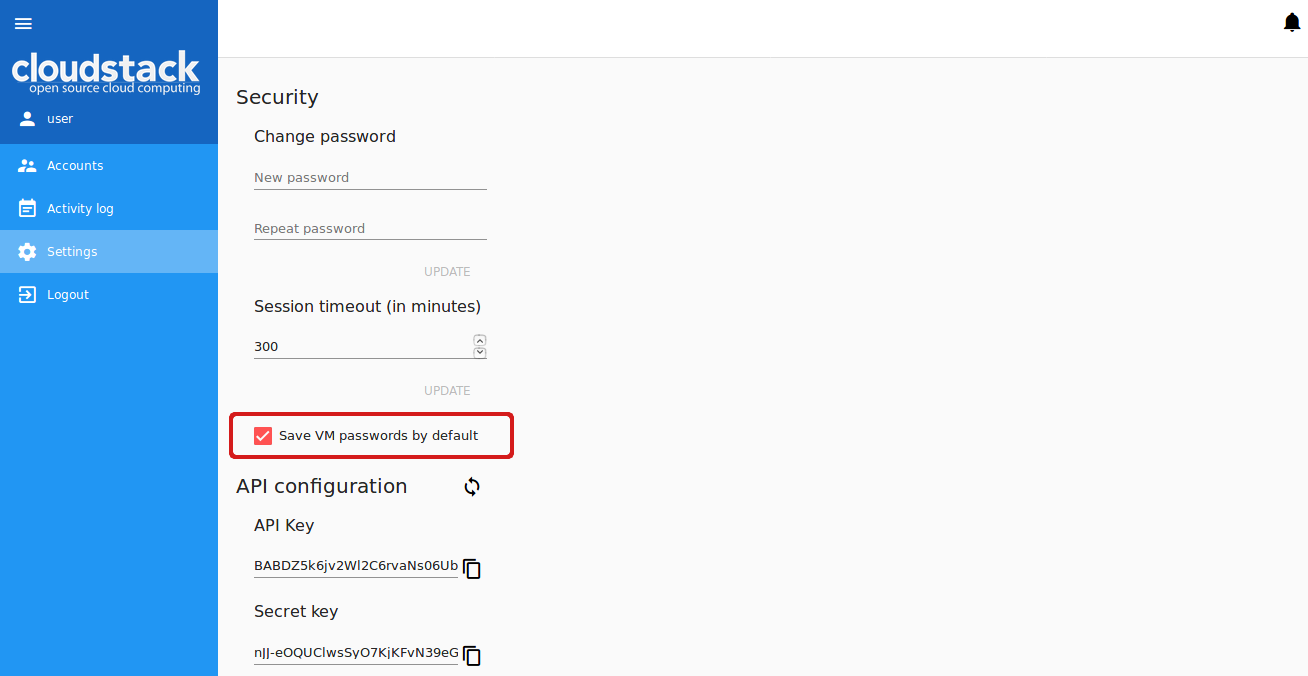 cloudstack
open source cloud computing
user
Accounts
Activity log
Settings
Logout
Security
Change password
New password
Repeat password
UPDATE
Session timeout (in minutes)
300
UPDATE
Save VM passwords by default
API configuration
API Key
BABDZ5k6jv2Wl2C6rvaNs06Ub
Secret key
nJJ-eOQUClwsSyO7KjKFvN39eG